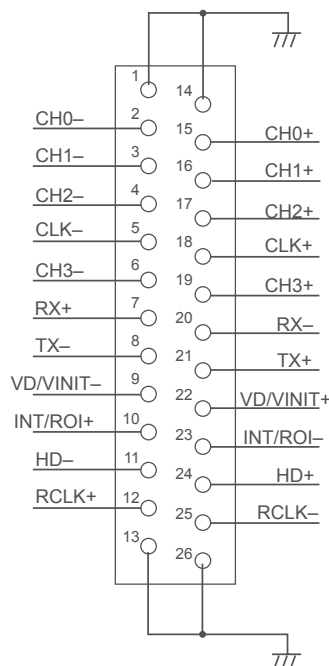 1
14
CH0– 2
15 CH0+
CH1– 3
16 CH1+
CH2– 4
17 CH2+
CLK– 5
18 CLK+
CH3– 6
19 CH3+
RX+ 7
20 RX–
TX– 8
21 TX+
VD/VINIT– 9
22 VD/VINIT+
INT/ROI+ 10
23 INT/ROI–
HD– 11
24 HD+
RCLK+ 12
25 RCLK–
13
26